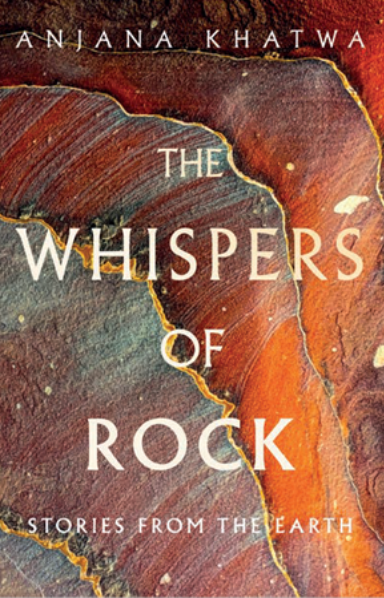 ANJANA KHATWA
THE
WHISPERS
OF
ROCK
STORIES FROM THE EARTH